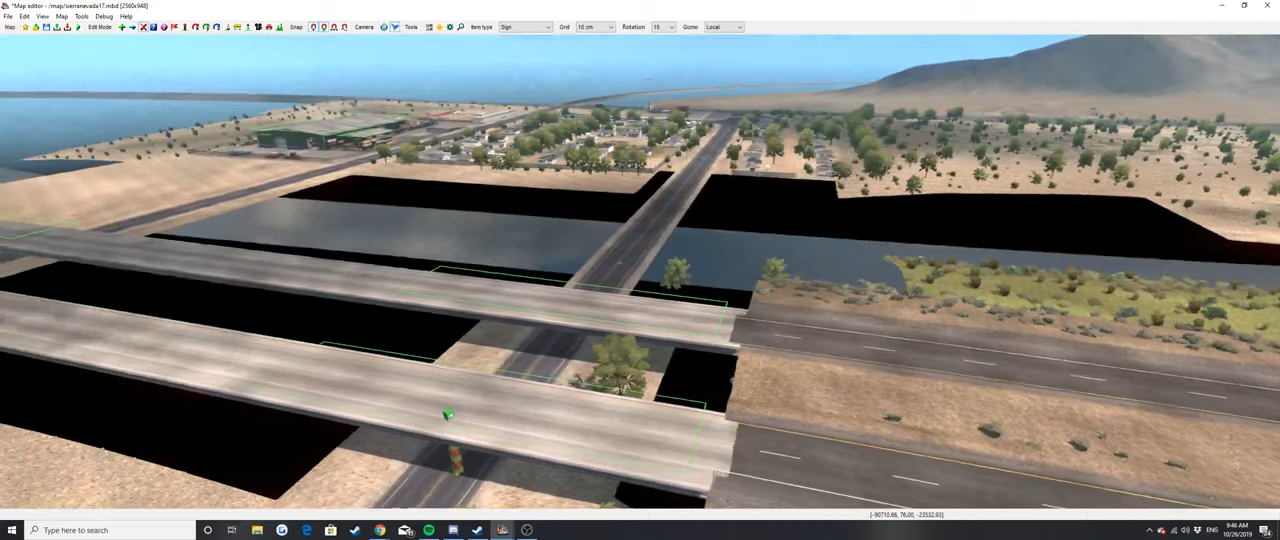 *Map editor - /map/sierranevada17.mbd [2560x948]
File Edit View Map Tools Debug Help
Map Edit Mode Snap Camera Tools Item type Sign Grid 10 cm Rotation 15 Gizmo Local
[-90710.66, 76.00, -23532.93]
Type here to search
ENG
9:46 AM
10/26/2019